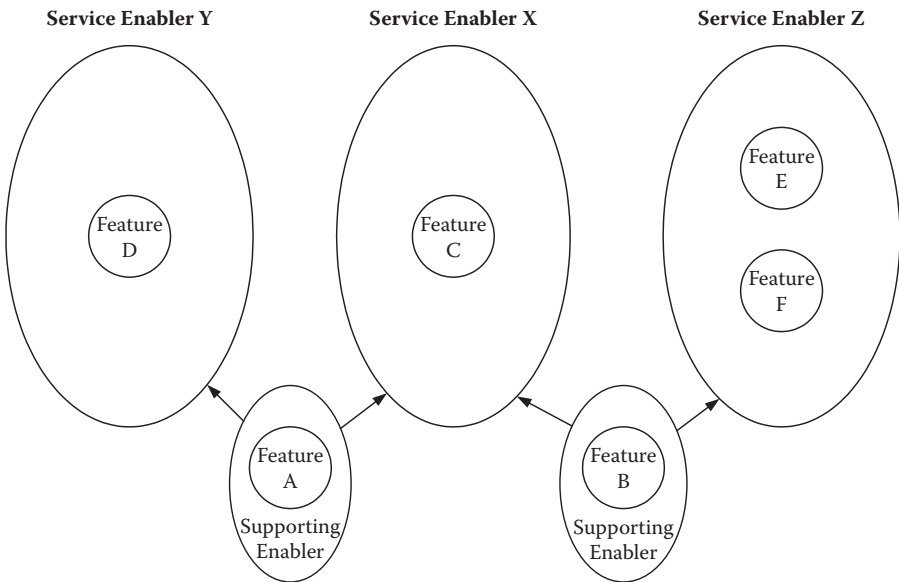 Service Enabler Y
Service Enabler X
Service Enabler Z
Feature
D
Feature
C
Feature
E
Feature
F
Feature
A
Supporting
Enabler
Feature
B
Supporting
Enabler